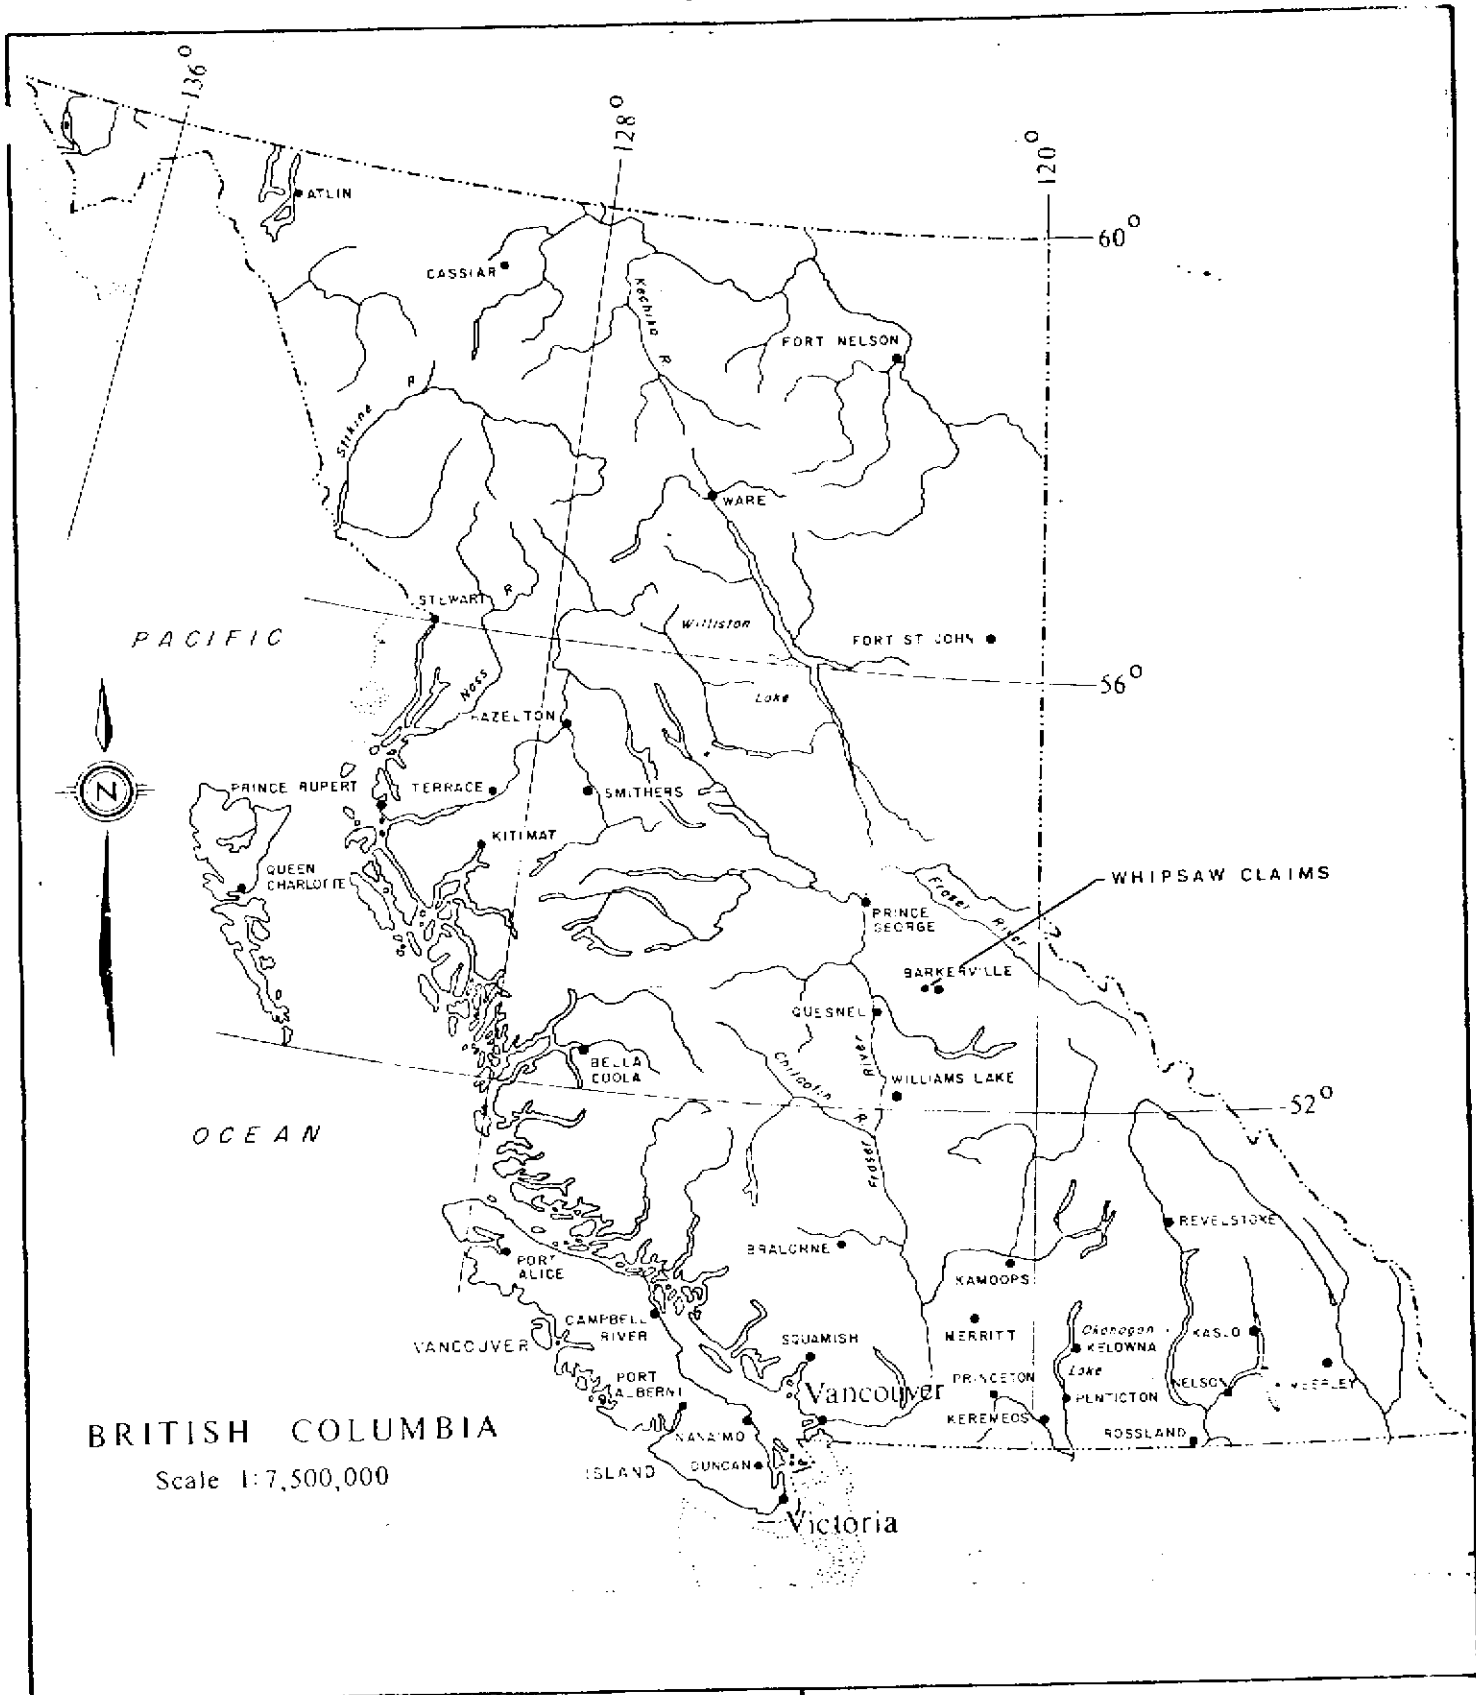 136°
128°
120°
ATLIN
60°
CASSIAR
Kechika R
FORT NELSON
Stikine R
WARE
STEWART
R
Williston
PACIFIC
FORT ST JOHN
56°
Nass
Lake
HAZELTON
PRINCE RUPERT
TERRACE
SMITHERS
N
KITIMAT
QUEEN
CHARLOTTE
WHIPSAW CLAIMS
Fraser River
PRINCE
GEORGE
BARKERVILLE
QUESNEL
BELLA
COOLA
Chilcotin R
River
WILLIAMS LAKE
52°
OCEAN
Fraser
REVELSTOKE
BRALORNE
PORT
ALICE
KAMOOPS
CAMPBELL
RIVER
MERRITT
Okanagan
KASLO
VANCOUVER
SQUAMISH
KELOWNA
Lake
PORT
ALBERNI
Vancouver
PRINCETON
PENTICTON
NELSON
KEREMEOS
BRITISH COLUMBIA
NANAIMO
ROSSLAND
Scale 1:7,500,000
ISLAND
DUNCAN
Victoria